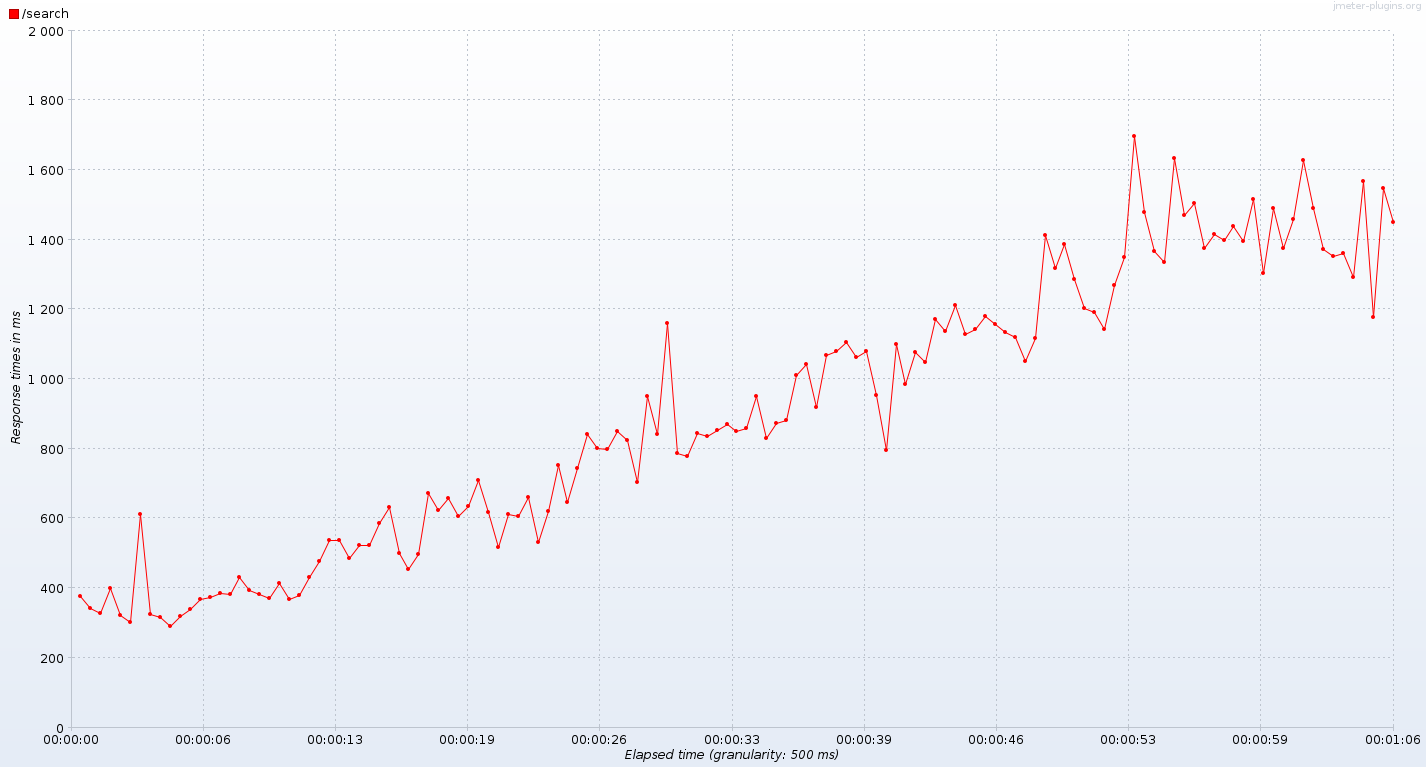 /search
jmeter-plugins.org
2 000
1 800
1 600
1 400
1 200
1 000
800
600
400
200
0
Response times in ms
00:00:00 00:00:06 00:00:13 00:00:19 00:00:26 00:00:33 00:00:39 00:00:46 00:00:53 00:00:59 00:01:06
Elapsed time (granularity: 500 ms)